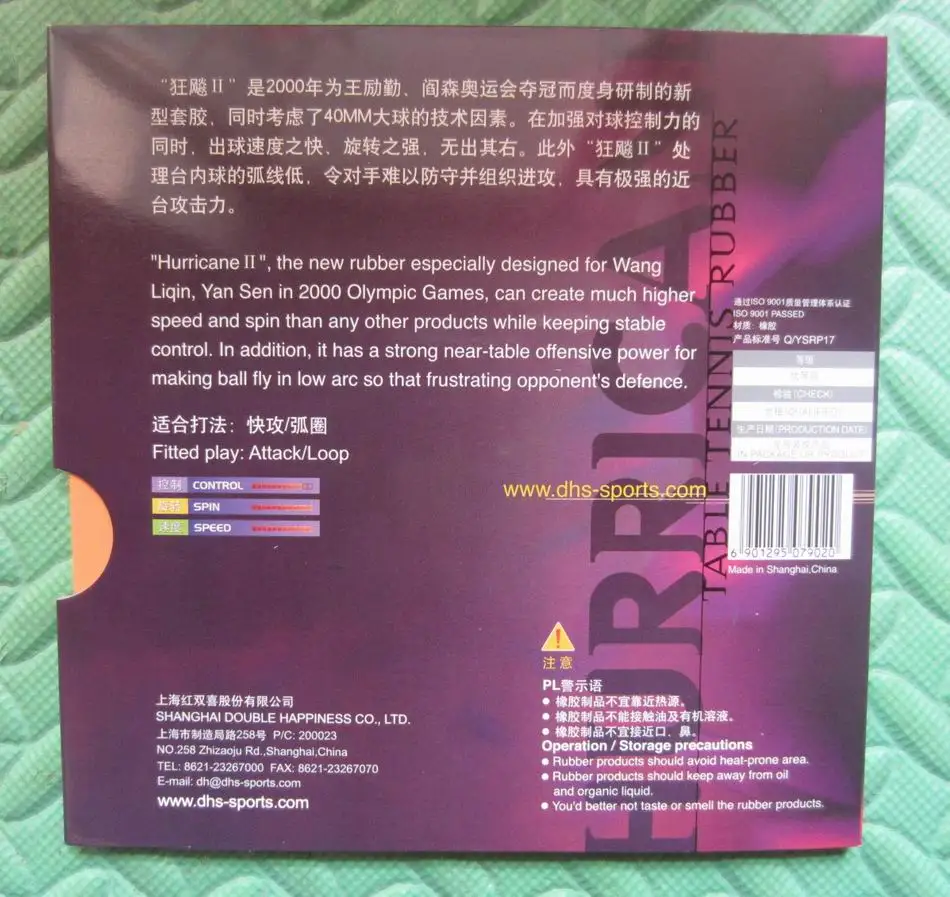 “狂飚Ⅱ”是2000年为王励勤、阎森奥运会夺冠而度身研制的新
型套胶，同时考虑了40MM大球的技术因素。在加强对球控制力的
同时，出球速度之快、旋转之强，无出其右。此外“狂飚Ⅱ”处
理台内球的弧线低，令对手难以防守并组织进攻，具有极强的近
台攻击力。
"Hurricane Ⅱ", the new rubber especially designed for Wang
Liqin, Yan Sen in 2000 Olympic Games, can create much higher
speed and spin than any other products while keeping stable
control. In addition, it has a strong near-table offensive power for
making ball fly in low arc so that frustrating opponent's defence.
适合打法：快攻/弧圈
Fitted play: Attack/Loop
控制 CONTROL
旋转 SPIN
速度 SPEED
www.dhs-sports.com
TABLE TENNIS RUBBER
通过ISO 9001质量管理体系认证
ISO 9001 PASSED
材质：橡胶
产品标准号 Q/YSRP17
等级
检验(CHECK)
生产日期(PRODUCTION DATE)
6 901295 079020
Made in Shanghai,China
上海红双喜股份有限公司
SHANGHAI DOUBLE HAPPINESS CO., LTD.
上海市制造局路258号 P/C: 200023
NO.258 Zhizaoju Rd.,Shanghai,China
TEL: 8621-23267000 FAX: 8621-23267070
E-mail: dh@dhs-sports.com
www.dhs-sports.com
注意
PL警示语
● 橡胶制品不宜靠近热源。
● 橡胶制品不能接触油及有机溶液。
● 橡胶制品不宜接近口、鼻。
Operation / Storage precautions
● Rubber products should avoid heat-prone area.
● Rubber products should keep away from oil
and organic liquid.
● You'd better not taste or smell the rubber products.